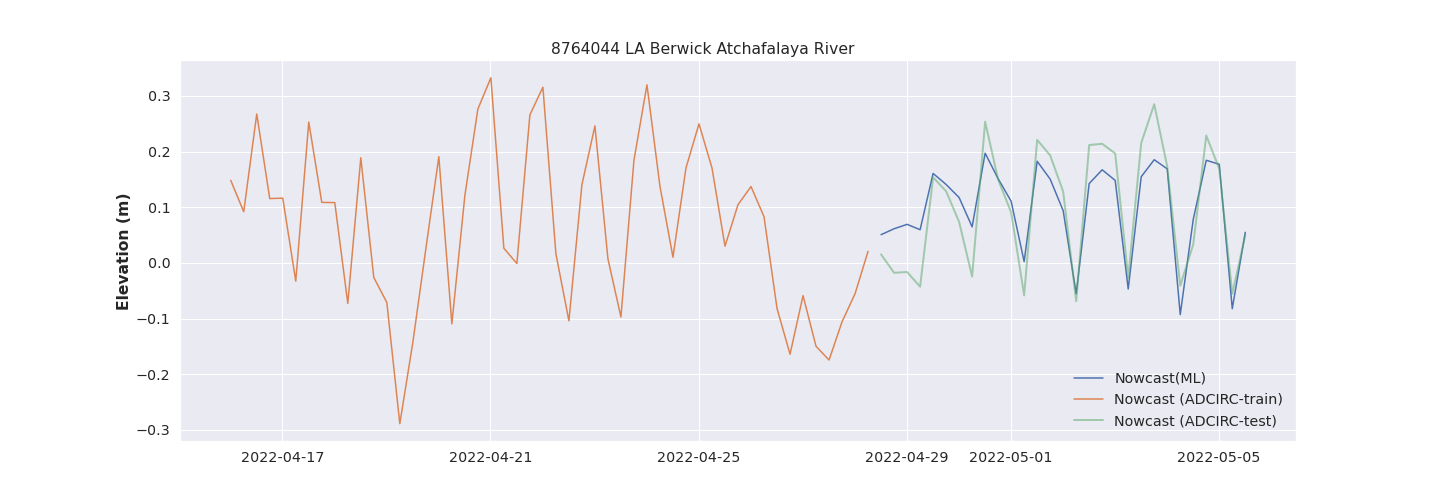 8764044 LA Berwick Atchafalaya River
Elevation (m)
0.3
0.2
0.1
0.0
−0.1
−0.2
−0.3
2022-04-17
2022-04-21
2022-04-25
2022-04-29
2022-05-01
2022-05-05
Nowcast(ML)
Nowcast (ADCIRC-train)
Nowcast (ADCIRC-test)